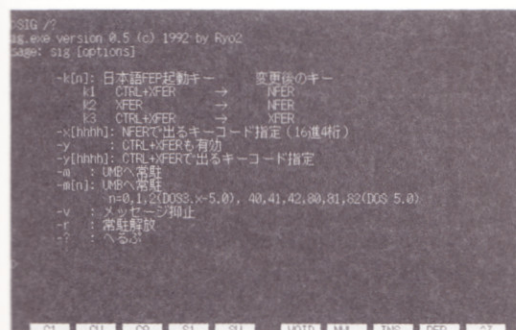 >SIG /?
sig.exe version 0.5 (c) 1992 by Ryo2
usage: sig [options]
-k[n]: 日本語FEP起動キー 変更後のキー
k1 CTRL+XFER → NFER
k2 XFER → NFER
k3 CTRL+XFER → XFER
-x[hhhh]: NFERで出るキーコード指定(16進4桁)
-y : CTRL+XFERも有効
-y[hhhh]: CTRL+XFERで出るキーコード指定
-m : UMBへ常駐
-m[n]: UMBへ常駐
n=0,1,2(DOS3.x-5.0), 40,41,42,80,81,82(DOS 5.0)
-v : メッセージ抑止
-r : 常駐解放
-? : へるぷ
C1 CU CA S1 SU VOID NWL INS REP ^Z